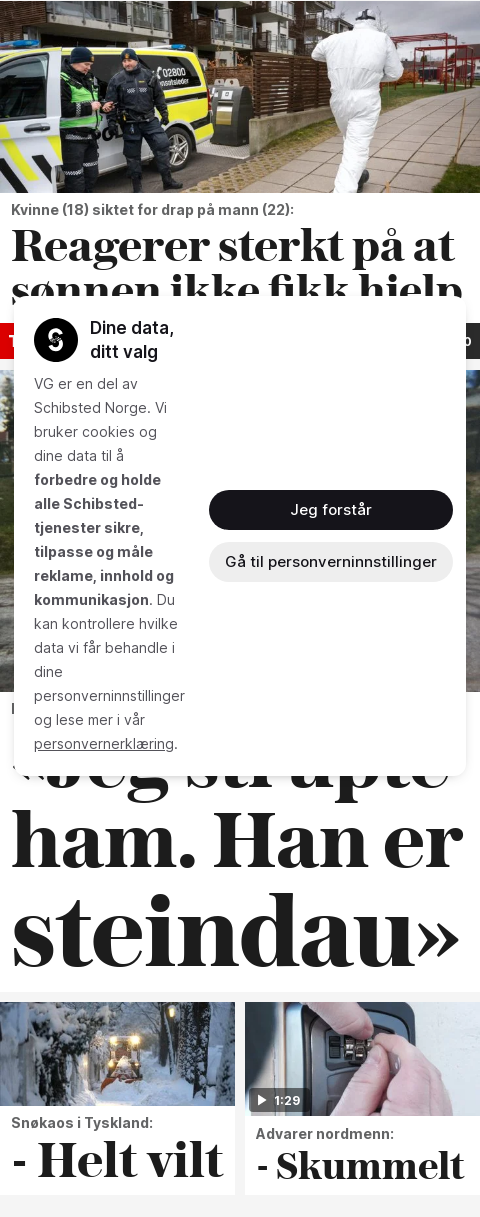 02800
Kvinne (18) siktet for drap på mann (22):
Reagerer sterkt på at
sønnen ikke fikk hjelp
Dine data,
ditt valg
VG er en del av
Schibsted Norge. Vi
bruker cookies og
dine data til å
forbedre og holde
alle Schibsted-
tjenester sikre,
tilpasse og måle
reklame, innhold og
kommunikasjon. Du
kan kontrollere hvilke
data vi får behandle i
dine
personverninnstillinger
og lese mer i vår
personvernerklæring.
Jeg forstår
Gå til personverninnstillinger
«Jeg strupte
ham. Han er
steindau»
Snøkaos i Tyskland:
- Helt vilt
1:29
Advarer nordmenn:
- Skummelt